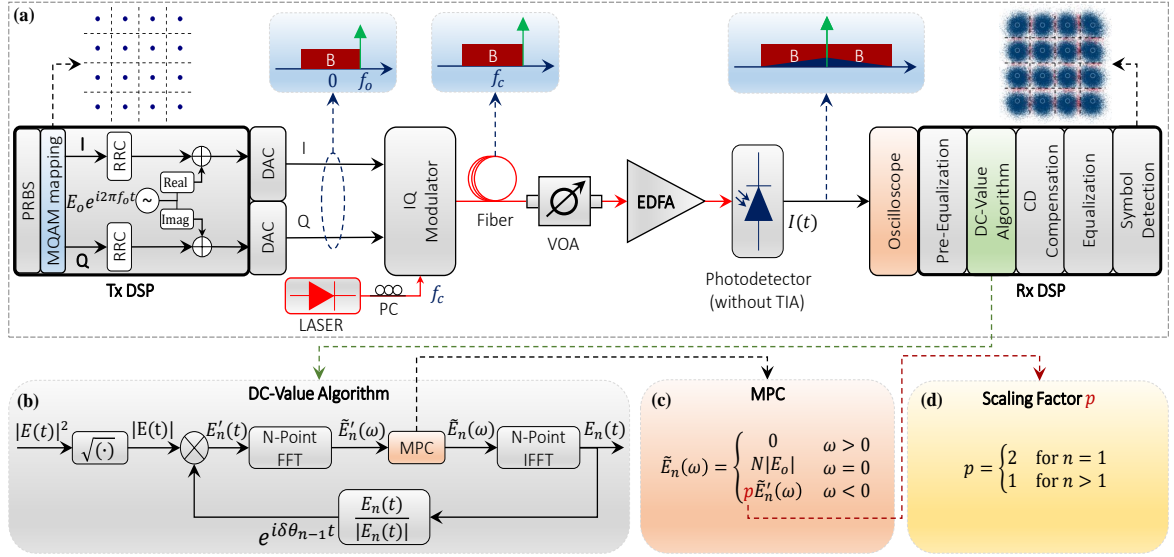 (a)
B
0
f_o
B
f_c
B
B
PRBS
MQAM mapping
I
Q
RRC
RRC
E_o e^{i2πf_o t}
~
Real
Imag
Tx DSP
DAC
DAC
I
Q
IQ
Modulator
LASER
PC
f_c
Fiber
VOA
EDFA
I(t)
Photodetector
(without TIA)
Oscilloscope
Pre-Equalization
DC-Value
Algorithm
CD
Compensation
Equalization
Symbol
Detection
Rx DSP
(b)
DC-Value Algorithm
|E(t)|^2
√(·)
|E(t)|
E'_n(t)
N-Point
FFT
Ẽ'_n(ω)
MPC
Ẽ_n(ω)
N-Point
IFFT
E_n(t)
e^{iδθ_{n-1}t}
E_n(t)
|E_n(t)|
(c)
MPC
0 ω > 0
Ẽ_n(ω) = { N|E_o| ω = 0
pẼ'_n(ω) ω < 0
(d)
Scaling Factor p
p = { 2 for n = 1
1 for n > 1